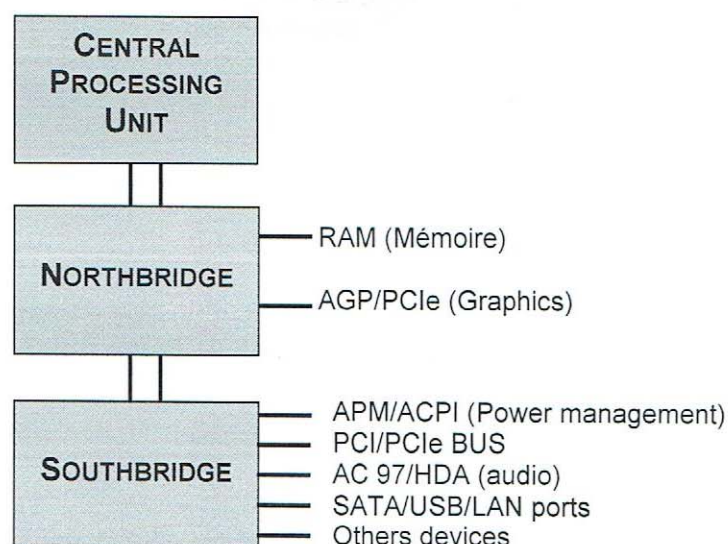 CENTRAL
PROCESSING
UNIT
NORTHBRIDGE
RAM (Mémoire)
AGP/PCIe (Graphics)
SOUTHBRIDGE
APM/ACPI (Power management)
PCI/PCIe BUS
AC 97/HDA (audio)
SATA/USB/LAN ports
Others devices